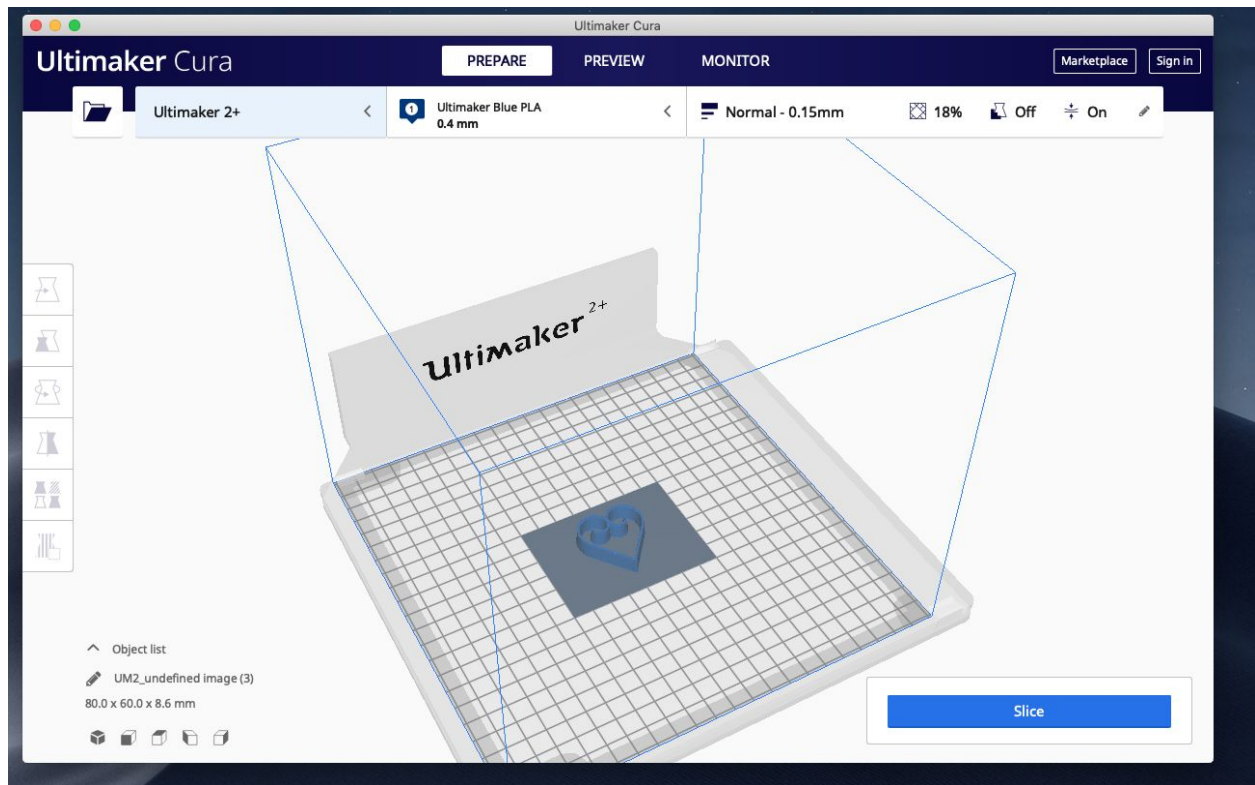 Ultimaker Cura
Ultimaker Cura
PREPARE
PREVIEW
MONITOR
Marketplace
Sign in
Ultimaker 2+
1
Ultimaker Blue PLA
0.4 mm
Normal - 0.15mm
18%
Off
On
Ultimaker 2+
Object list
UM2_undefined image (3)
80.0 x 60.0 x 8.6 mm
Slice